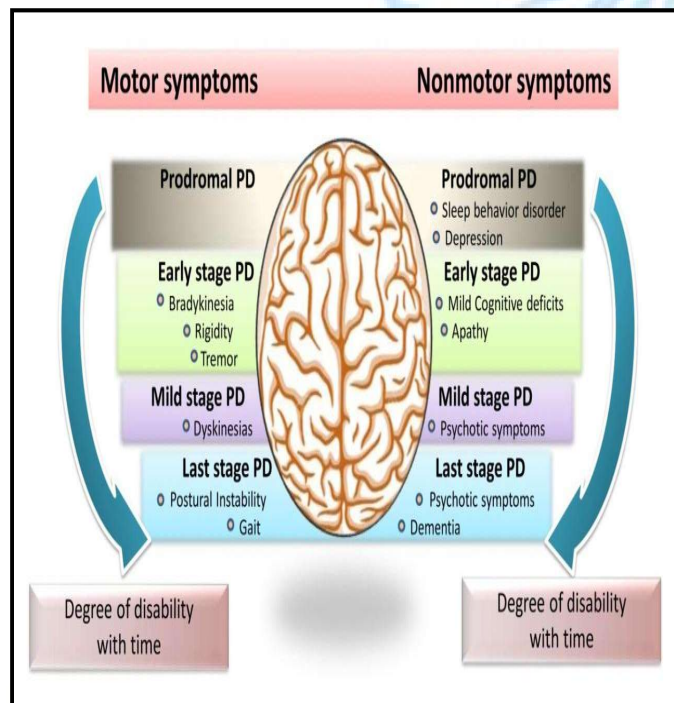 Motor symptoms
Nonmotor symptoms
Prodromal PD
Early stage PD
Bradykinesia
Rigidity
Tremor
Mild stage PD
Dyskinesias
Last stage PD
Postural Instability
Gait
Degree of disability
with time
Prodromal PD
Sleep behavior disorder
Depression
Early stage PD
Mild Cognitive deficits
Apathy
Mild stage PD
Psychotic symptoms
Last stage PD
Psychotic symptoms
Dementia
Degree of disability
with time